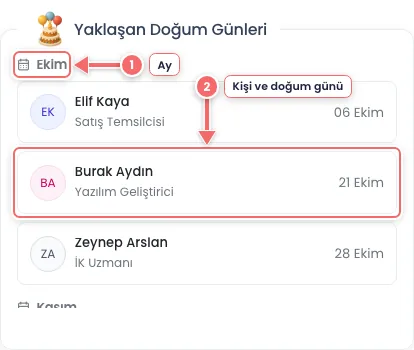 Yaklaşan Doğum Günleri
Ekim
1
Ay
2
Kişi ve doğum günü
EK
Elif Kaya
Satış Temsilcisi
06 Ekim
BA
Burak Aydın
Yazılım Geliştirici
21 Ekim
ZA
Zeynep Arslan
İK Uzmanı
28 Ekim
Kasım